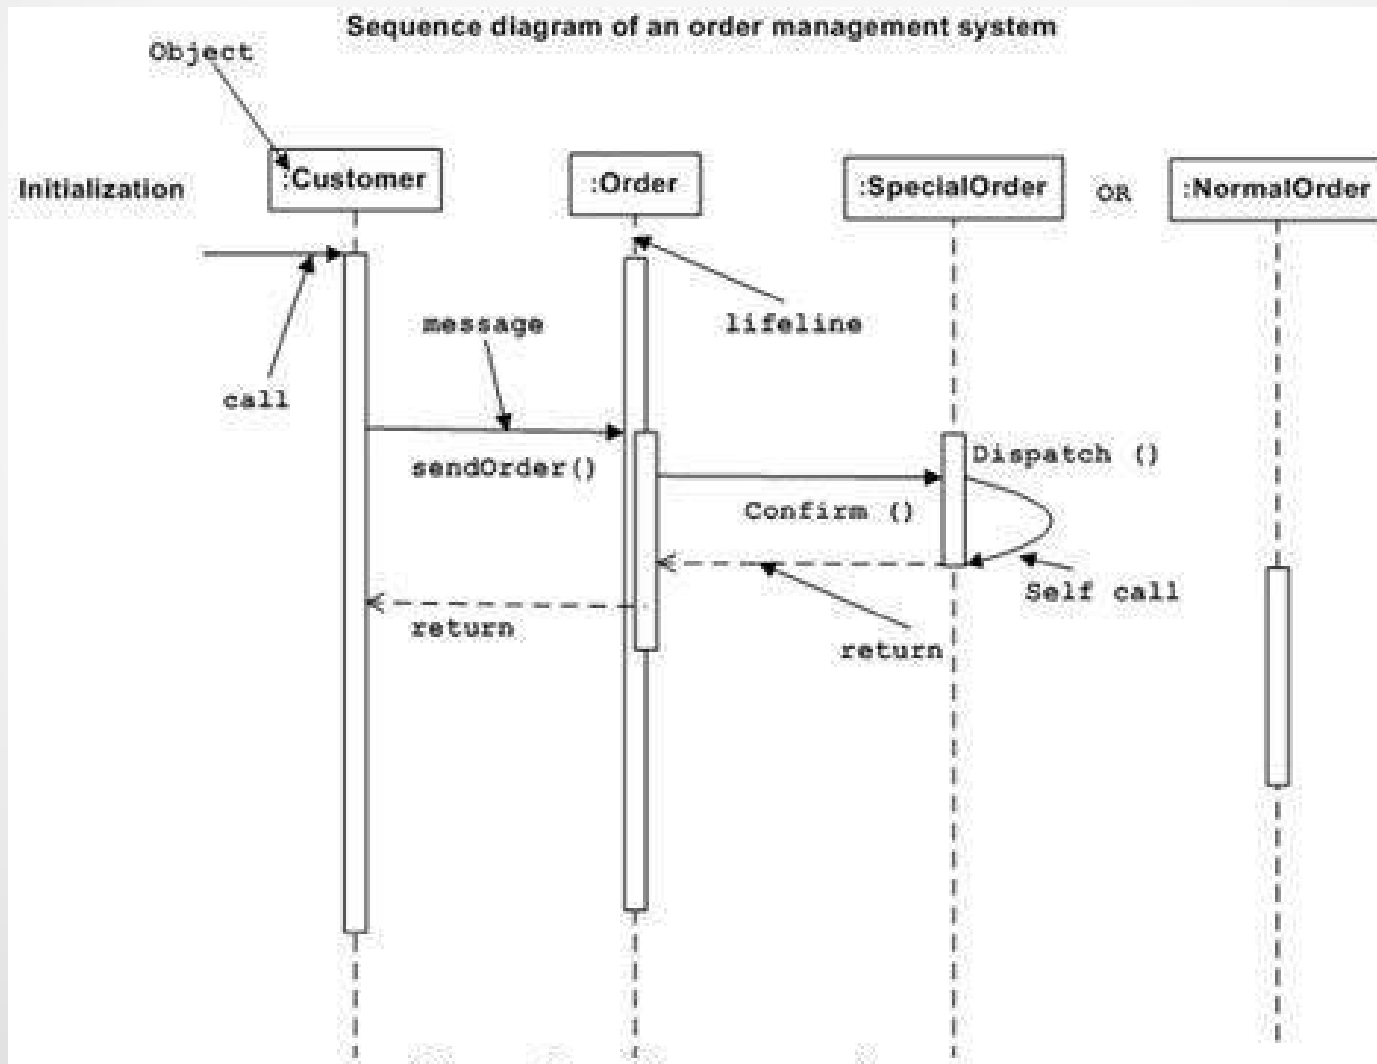 Sequence diagram of an order management system
Object
Initialization
:Customer
:Order
:SpecialOrder
OR
:NormalOrder
message
lifeline
call
sendOrder()
Dispatch ()
Confirm ()
Self call
return
return